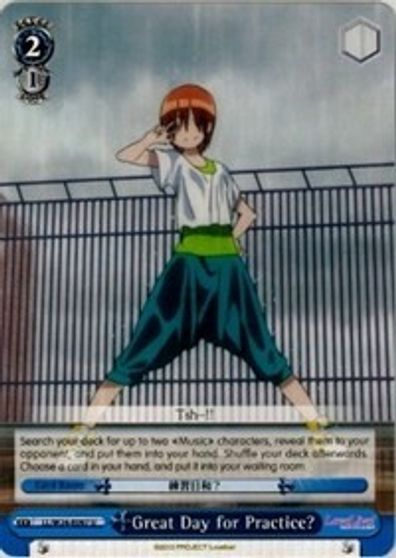 2
1
Tsh-!!
Search your deck for up to two «Music» characters, reveal them to your
opponent, and put them into your hand. Shuffle your deck afterwards.
Choose a card in your hand, and put it into your waiting room.
練習日和?
Great Day for Practice?
©2013 PROJECT Lovelive!